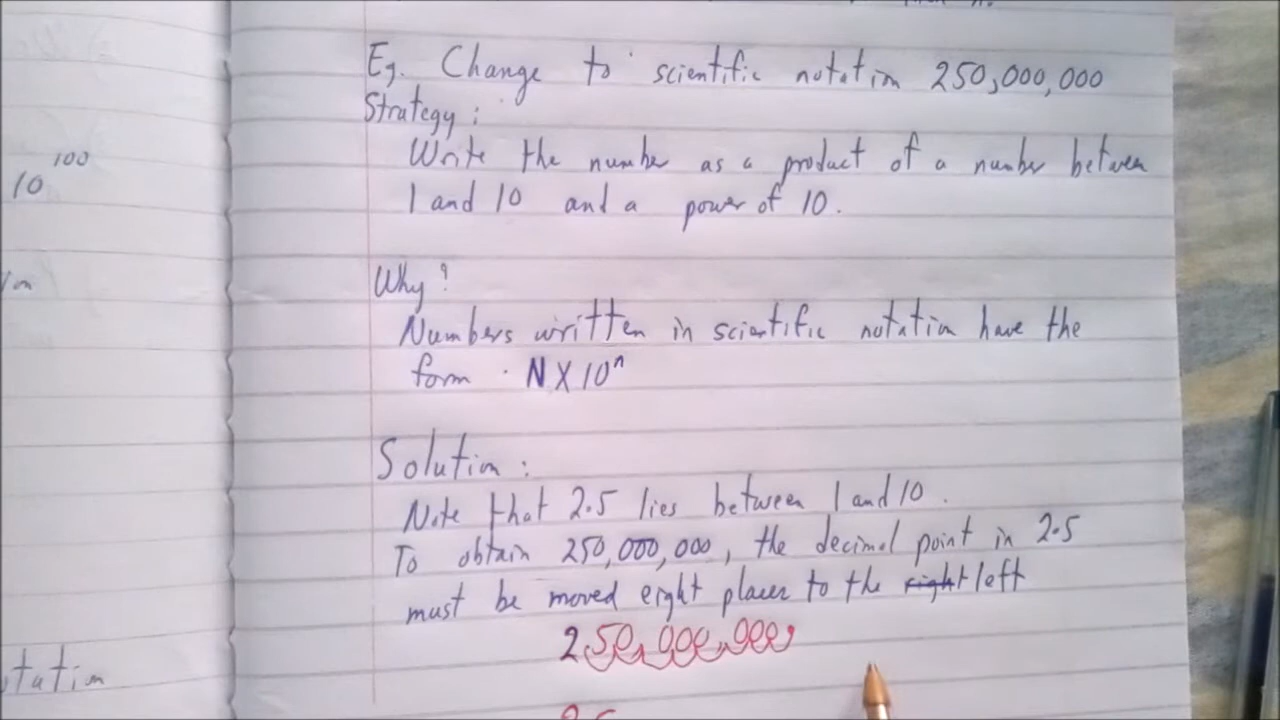 10^100
Eg. Change to scientific notation 250,000,000
Strategy:
Write the number as a product of a number between
1 and 10 and a power of 10.
Why?
Numbers written in scientific notation have the
form N X 10^n
Solution:
Note that 2.5 lies between 1 and 10.
To obtain 250,000,000, the decimal point in 2.5
must be moved eight places to the right left
250,000,000